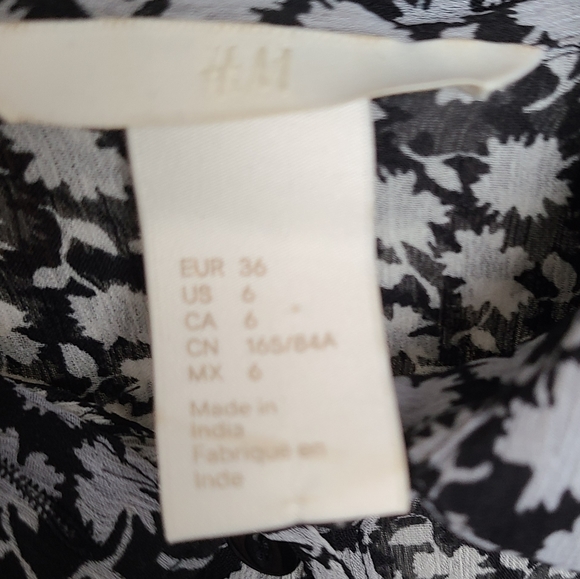 H&M
EUR 36
US 6
CA 6
CN 165/84A
MX 6
Made in
India
Fabriqué en
Inde